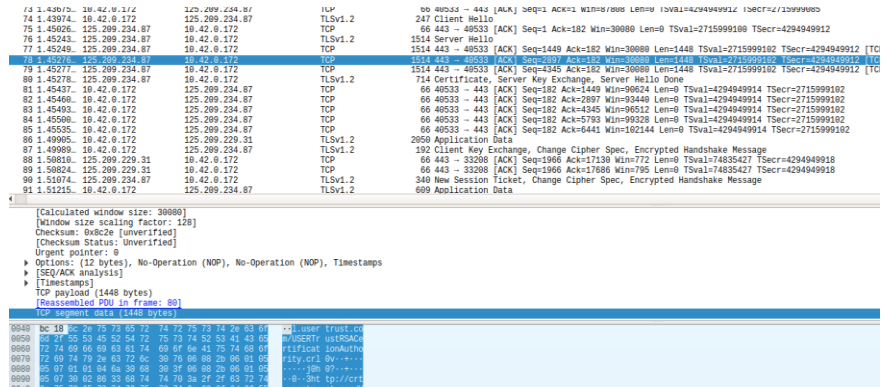 73 1.43675… 10.42.0.172 125.209.234.87 TCP 66 40533 → 443 [ACK] Seq=1 Ack=1 Win=87808 Len=0 TSval=4294949912 TSecr=2715999085
74 1.43974… 10.42.0.172 125.209.234.87 TLSv1.2 247 Client Hello
75 1.45026… 125.209.234.87 10.42.0.172 TCP 66 443 → 40533 [ACK] Seq=1 Ack=182 Win=30080 Len=0 TSval=2715999100 TSecr=4294949912
76 1.45243… 125.209.234.87 10.42.0.172 TLSv1.2 1514 Server Hello
77 1.45249… 125.209.234.87 10.42.0.172 TCP 1514 443 → 40533 [ACK] Seq=1449 Ack=182 Win=30080 Len=1448 TSval=2715999102 TSecr=4294949912 [TC
78 1.45276… 125.209.234.87 10.42.0.172 TCP 1514 443 → 40533 [ACK] Seq=2897 Ack=182 Win=30080 Len=1448 TSval=2715999102 TSecr=4294949912 [TC
79 1.45277… 125.209.234.87 10.42.0.172 TCP 1514 443 → 40533 [ACK] Seq=4345 Ack=182 Win=30080 Len=1448 TSval=2715999102 TSecr=4294949912 [TC
80 1.45278… 125.209.234.87 10.42.0.172 TLSv1.2 714 Certificate, Server Key Exchange, Server Hello Done
81 1.45437… 10.42.0.172 125.209.234.87 TCP 66 40533 → 443 [ACK] Seq=182 Ack=1449 Win=90624 Len=0 TSval=4294949914 TSecr=2715999102
82 1.45460… 10.42.0.172 125.209.234.87 TCP 66 40533 → 443 [ACK] Seq=182 Ack=2897 Win=93440 Len=0 TSval=4294949914 TSecr=2715999102
83 1.45493… 10.42.0.172 125.209.234.87 TCP 66 40533 → 443 [ACK] Seq=182 Ack=4345 Win=96512 Len=0 TSval=4294949914 TSecr=2715999102
84 1.45500… 10.42.0.172 125.209.234.87 TCP 66 40533 → 443 [ACK] Seq=182 Ack=5793 Win=99328 Len=0 TSval=4294949914 TSecr=2715999102
85 1.45535… 10.42.0.172 125.209.234.87 TCP 66 40533 → 443 [ACK] Seq=182 Ack=6441 Win=102144 Len=0 TSval=4294949914 TSecr=2715999102
86 1.49905… 10.42.0.172 125.209.229.31 TLSv1.2 2050 Application Data
87 1.49989… 10.42.0.172 125.209.234.87 TLSv1.2 192 Client Key Exchange, Change Cipher Spec, Encrypted Handshake Message
88 1.50810… 125.209.229.31 10.42.0.172 TCP 66 443 → 33208 [ACK] Seq=1966 Ack=17130 Win=772 Len=0 TSval=74835427 TSecr=4294949918
89 1.50824… 125.209.229.31 10.42.0.172 TCP 66 443 → 33208 [ACK] Seq=1966 Ack=17686 Win=795 Len=0 TSval=74835427 TSecr=4294949918
90 1.51074… 125.209.234.87 10.42.0.172 TLSv1.2 340 New Session Ticket, Change Cipher Spec, Encrypted Handshake Message
91 1.51215… 10.42.0.172 125.209.234.87 TLSv1.2 609 Application Data
[Calculated window size: 30080]
[Window size scaling factor: 128]
Checksum: 0x8c2e [unverified]
[Checksum Status: Unverified]
Urgent pointer: 0
Options: (12 bytes), No-Operation (NOP), No-Operation (NOP), Timestamps
[SEQ/ACK analysis]
[Timestamps]
TCP payload (1448 bytes)
[Reassembled PDU in frame: 80]
TCP segment data (1448 bytes)
0040 bc 18 6c 2e 75 73 65 72 74 72 75 73 74 2e 63 6f ··l.user trust.co
0050 6d 2f 55 53 45 52 54 72 75 73 74 52 53 41 43 65 m/USERTr ustRSACe
0060 72 74 69 66 69 63 61 74 69 6f 6e 41 75 74 68 6f rtificat ionAutho
0070 72 69 74 79 2e 63 72 6c 30 76 06 08 2b 06 01 05 rity.crl 0v··+···
0080 05 07 01 01 04 6a 30 68 30 3f 06 08 2b 06 01 05 ·····j0h 0?··+···
0090 05 07 30 02 86 33 68 74 74 70 3a 2f 2f 63 72 74 ··0··3ht tp://crt